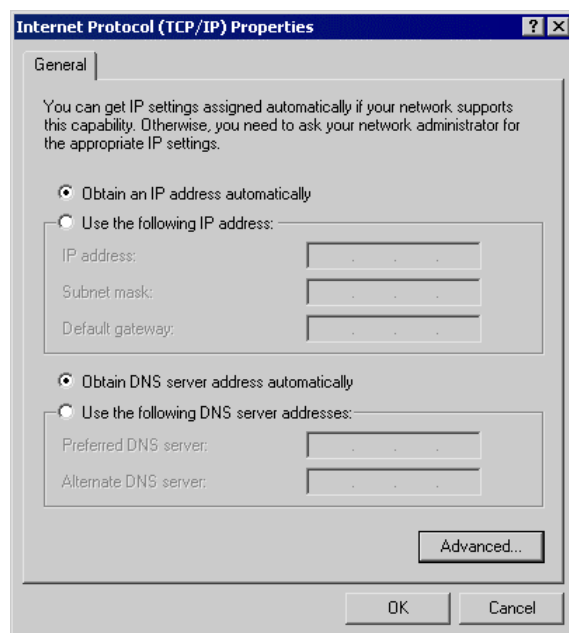 Internet Protocol (TCP/IP) Properties
General
You can get IP settings assigned automatically if your network supports
this capability. Otherwise, you need to ask your network administrator for
the appropriate IP settings.
Obtain an IP address automatically
Use the following IP address:
IP address:
Subnet mask:
Default gateway:
Obtain DNS server address automatically
Use the following DNS server addresses:
Preferred DNS server:
Alternate DNS server:
Advanced...
OK
Cancel